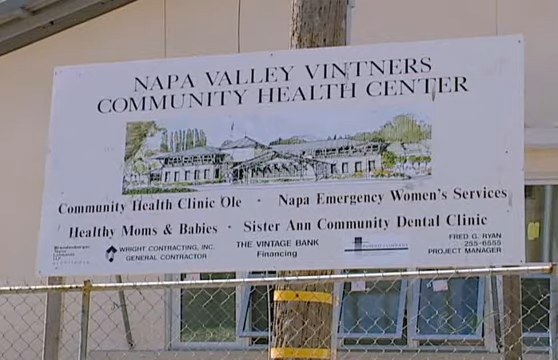 NAPA VALLEY VINTNERS
COMMUNITY HEALTH CENTER
Community Health Clinic Ole · Napa Emergency Women's Services
Healthy Moms & Babies · Sister Ann Community Dental Clinic
WRIGHT CONTRACTING, INC.
GENERAL CONTRACTOR
THE VINTAGE BANK
Financing
FRED G. RYAN
255-6555
PROJECT MANAGER